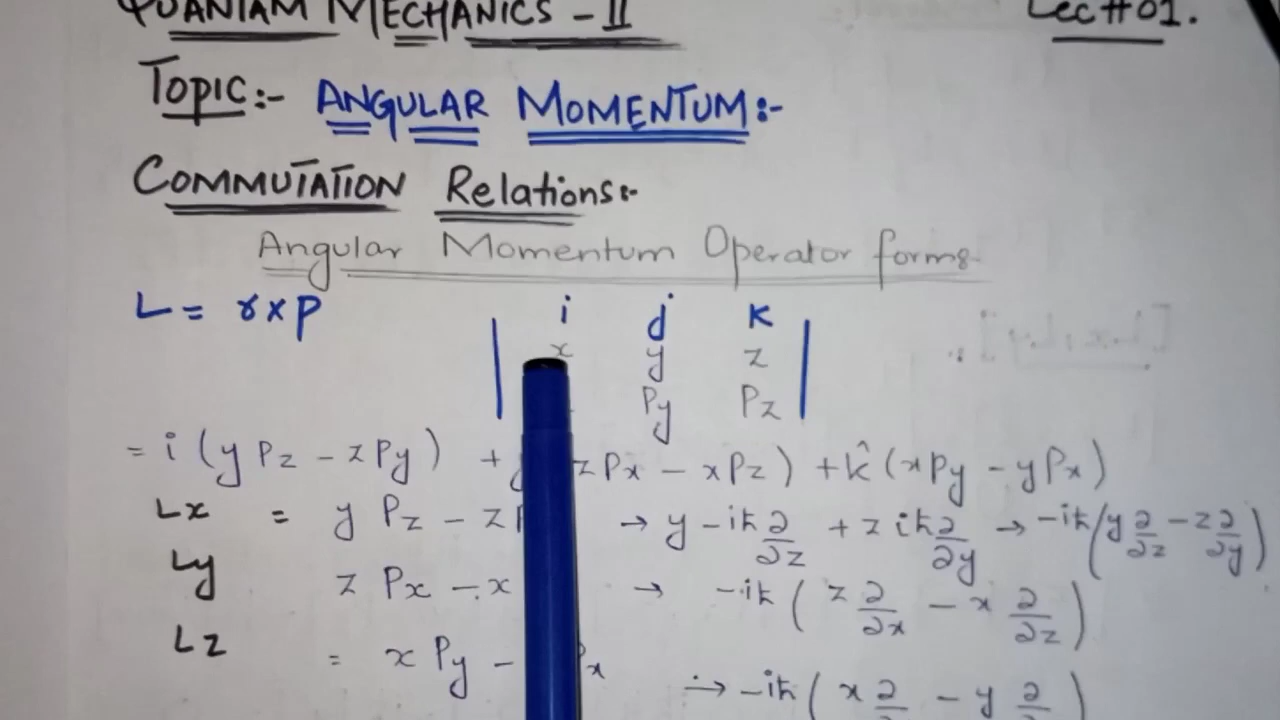 QUANTAM MECHANICS - II Lec # 01.
Topic:- ANGULAR MOMENTUM:-
COMMUTATION Relations:-
Angular Momentum Operator forms
L = r x p
i j k
x y z
Py Pz
= i (y Pz - z Py) + z Px - x Pz) + k̂ (x Py - y Px)
Lx = y Pz - z → y -iħ ∂/∂z + z iħ ∂/∂y → -iħ (y ∂/∂z - z ∂/∂y)
Ly z Px - x → -iħ ( z ∂/∂x - x ∂/∂z )
Lz = x Py - Px → -iħ ( x ∂ - y ∂ )